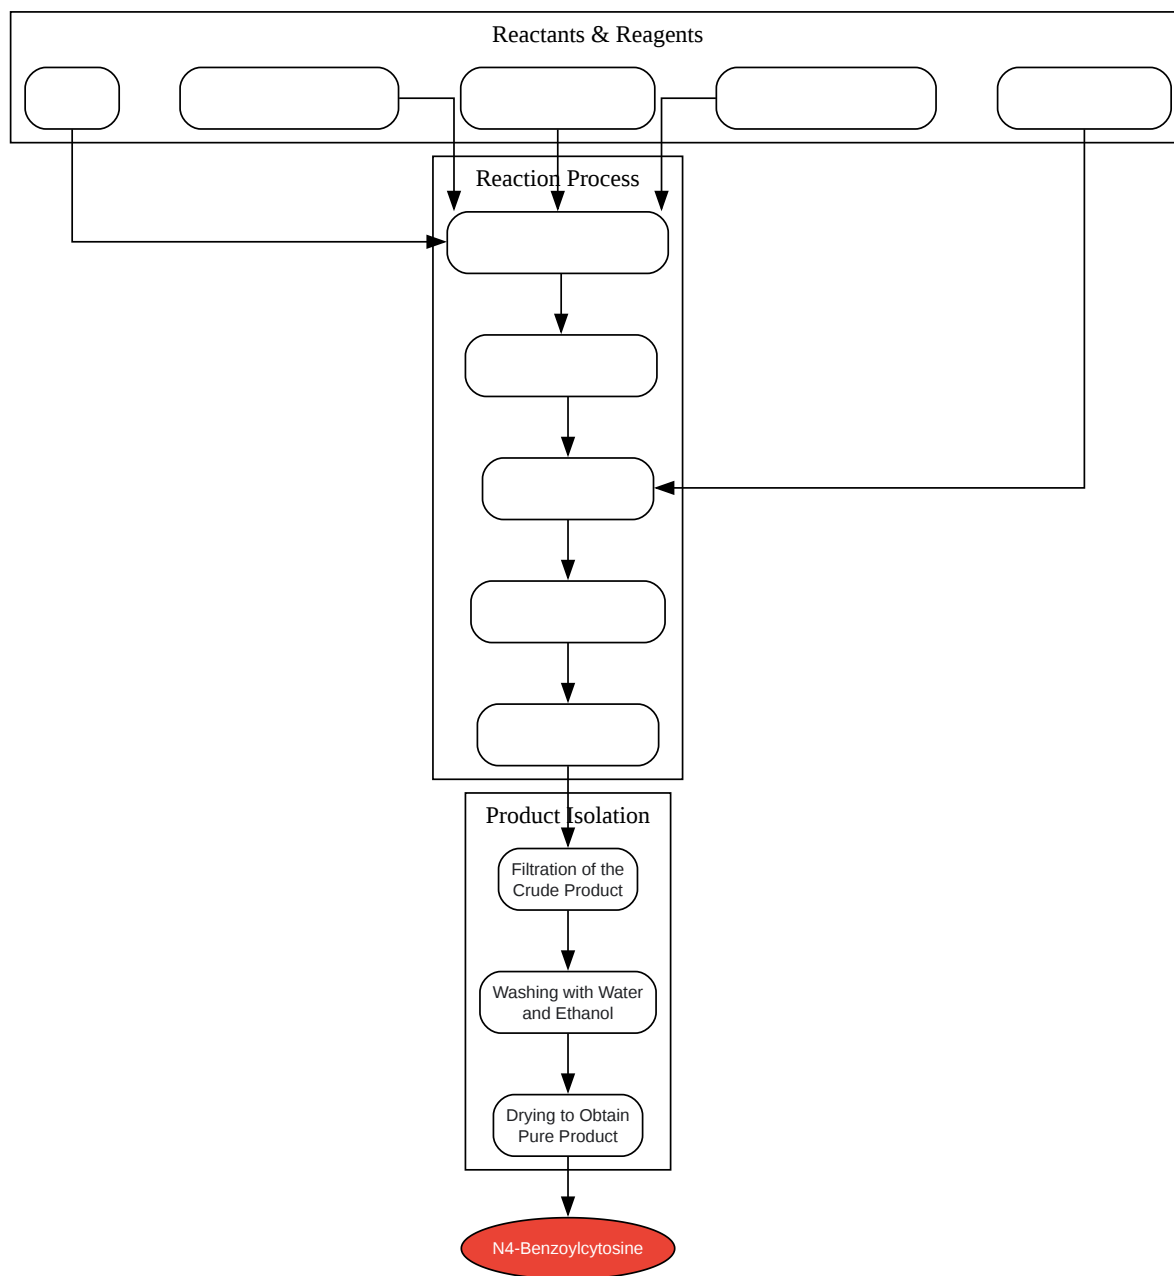 Reactants & Reagents
Reaction Process
Product Isolation
Filtration of the
Crude Product
Washing with Water
and Ethanol
Drying to Obtain
Pure Product
N4-Benzoylcytosine